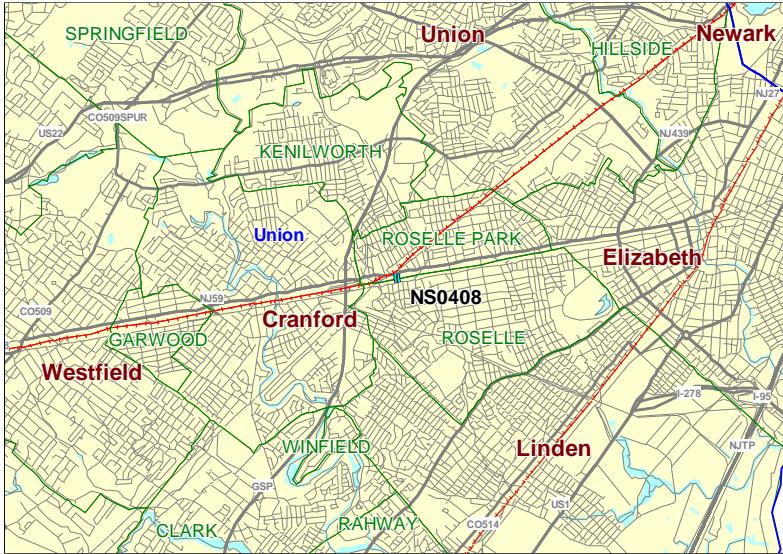 SPRINGFIELD
Union
Newark
HILLSIDE
NJ27
CO509SPUR
US22
NJ439
KENILWORTH
Union
ROSELLE PARK
Elizabeth
NS0408
NJ59
CO509
Cranford
GARWOOD
ROSELLE
Westfield
I-278
I-95
WINFIELD
Linden
NJTP
GSP
US1
CLARK
RAHWAY
CO514